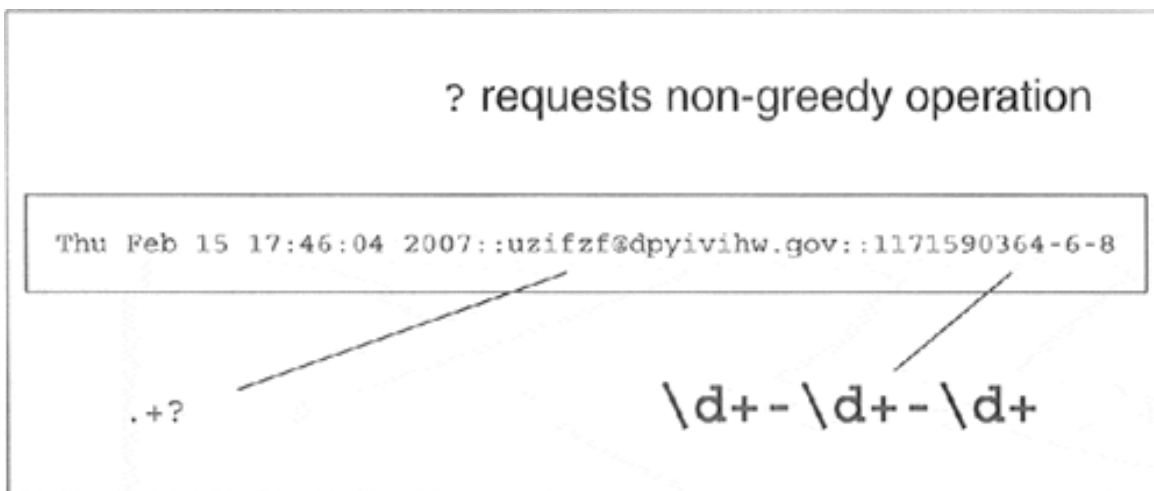 ? requests non-greedy operation
Thu Feb 15 17:46:04 2007::uzifzf@dpyivihw.gov::1171590364-6-8
.+?
\d+-\d+-\d+